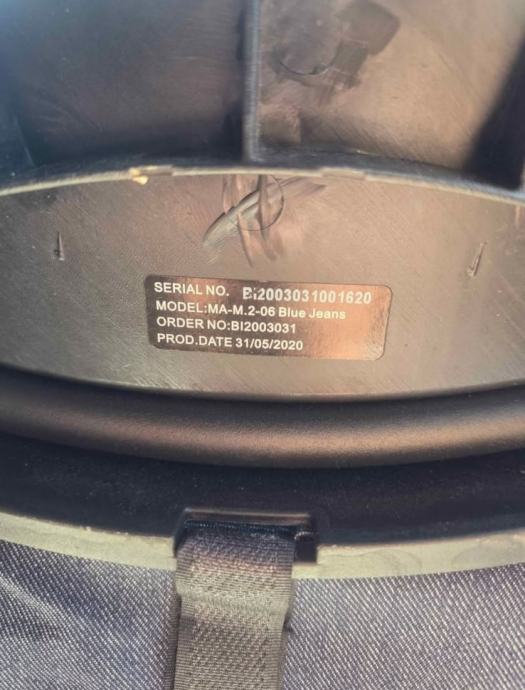 SERIAL NO. BI2003031001620
MODEL:MA-M.2-06 Blue Jeans
ORDER NO:BI2003031
PROD.DATE 31/05/2020